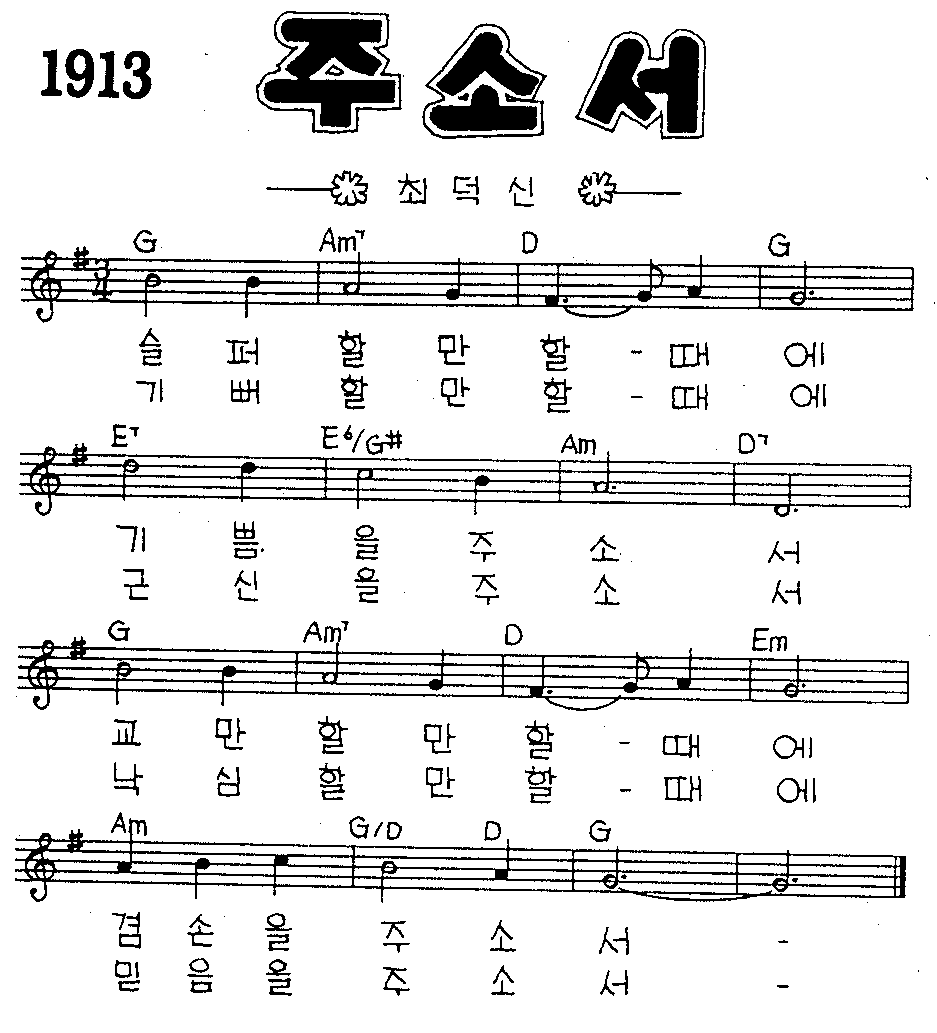 1913 주소서
최덕신
G Am7 D G
3/4
슬 퍼 할 만 할 - 때 에
기 뻐 할 만 할 - 때 에
E7 E6/G# Am D7
기 쁨 을 주 소 서
근 신 을 주 소 서
G Am7 D Em
교 만 할 만 할 - 때 에
낙 심 할 만 할 - 때 에
Am G/D D G
겸 손 을 주 소 서 -
믿 음 을 주 소 서 -